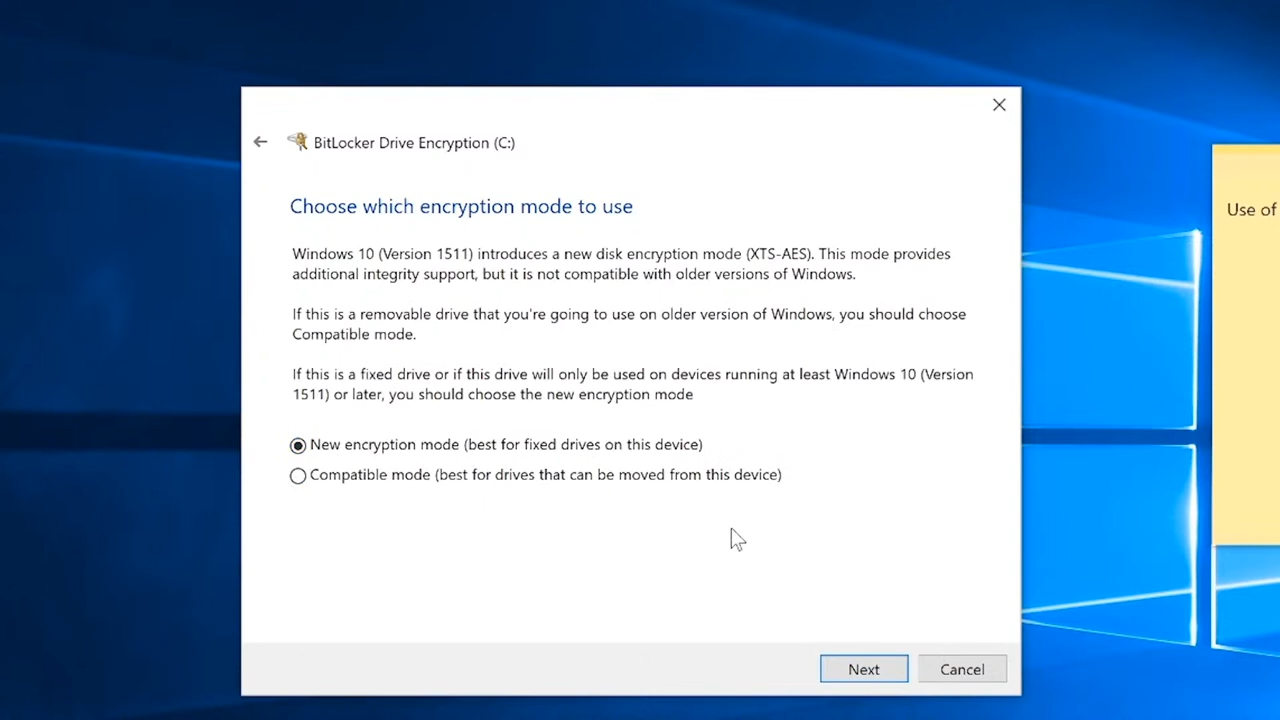 BitLocker Drive Encryption (C:)
Choose which encryption mode to use
Windows 10 (Version 1511) introduces a new disk encryption mode (XTS-AES). This mode provides
additional integrity support, but it is not compatible with older versions of Windows.
If this is a removable drive that you're going to use on older version of Windows, you should choose
Compatible mode.
If this is a fixed drive or if this drive will only be used on devices running at least Windows 10 (Version
1511) or later, you should choose the new encryption mode
New encryption mode (best for fixed drives on this device)
Compatible mode (best for drives that can be moved from this device)
Next
Cancel
Use of